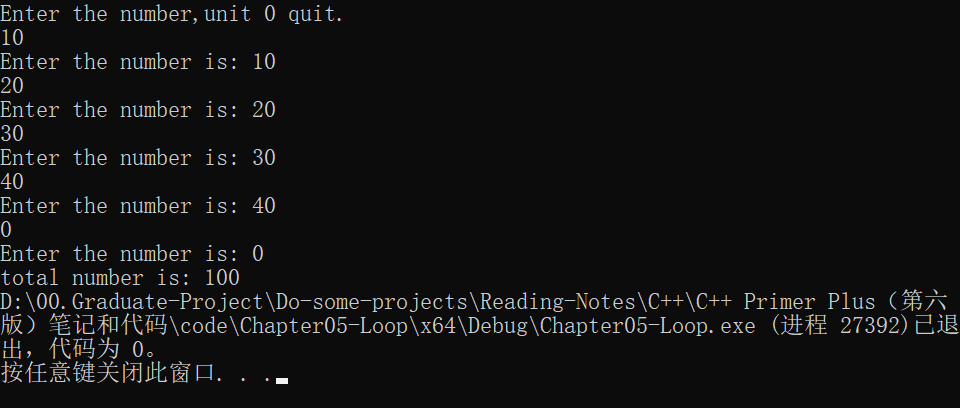 Enter the number,unit 0 quit.
10
Enter the number is: 10
20
Enter the number is: 20
30
Enter the number is: 30
40
Enter the number is: 40
0
Enter the number is: 0
total number is: 100
D:\00.Graduate-Project\Do-some-projects\Reading-Notes\C++\C++ Primer Plus（第六
版）笔记和代码\code\Chapter05-Loop\x64\Debug\Chapter05-Loop.exe (进程 27392)已退
出，代码为 0。
按任意键关闭此窗口. . .